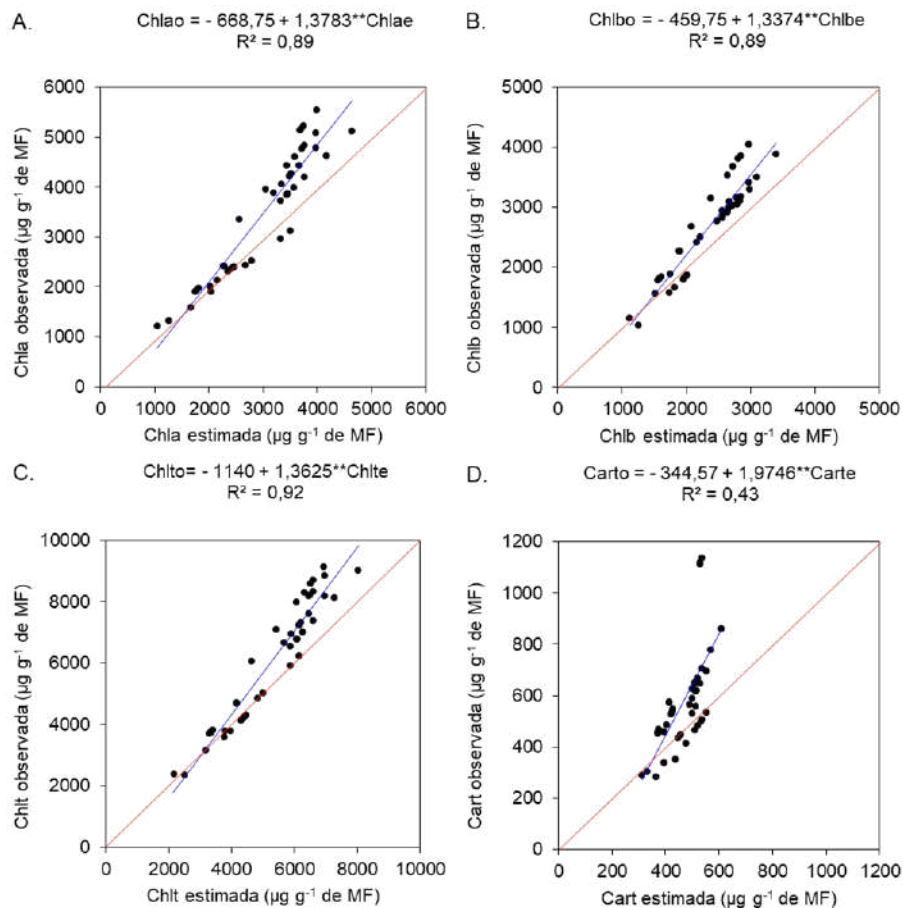 A.
Chlao = - 668,75 + 1,3783**Chlae
R² = 0,89
Chla observada (µg g⁻¹ de MF)
6000
5000
4000
3000
2000
1000
0
0 1000 2000 3000 4000 5000 6000
Chla estimada (µg g⁻¹ de MF)
B.
Chlbo = - 459,75 + 1,3374**Chlbe
R² = 0,89
Chlb observada (µg g⁻¹ de MF)
5000
4000
3000
2000
1000
0
0 1000 2000 3000 4000 5000
Chlb estimada (µg g⁻¹ de MF)
C.
Chlto= - 1140 + 1,3625**Chlte
R² = 0,92
Chlt observada (µg g⁻¹ de MF)
10000
8000
6000
4000
2000
0
0 2000 4000 6000 8000 10000
Chlt estimada (µg g⁻¹ de MF)
D.
Carto = - 344,57 + 1,9746**Carte
R² = 0,43
Cart observada (µg g⁻¹ de MF)
1200
1000
800
600
400
200
0
0 200 400 600 800 1000 1200
Cart estimada (µg g⁻¹ de MF)